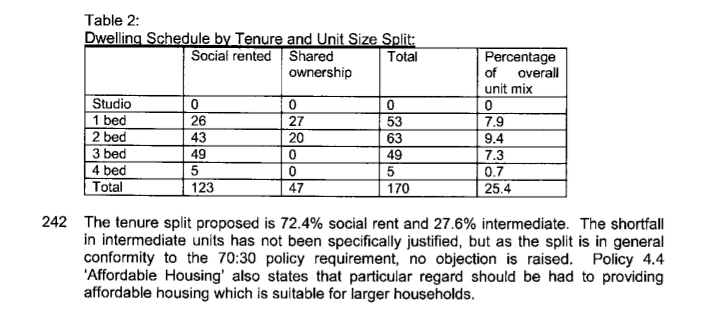 Table 2:
Dwelling Schedule by Tenure and Unit Size Split:
Social rented Shared ownership Total Percentage of overall unit mix
Studio 0 0 0 0
1 bed 26 27 53 7.9
2 bed 43 20 63 9.4
3 bed 49 0 49 7.3
4 bed 5 0 5 0.7
Total 123 47 170 25.4
242 The tenure split proposed is 72.4% social rent and 27.6% intermediate. The shortfall
in intermediate units has not been specifically justified, but as the split is in general
conformity to the 70:30 policy requirement, no objection is raised. Policy 4.4
'Affordable Housing' also states that particular regard should be had to providing
affordable housing which is suitable for larger households.